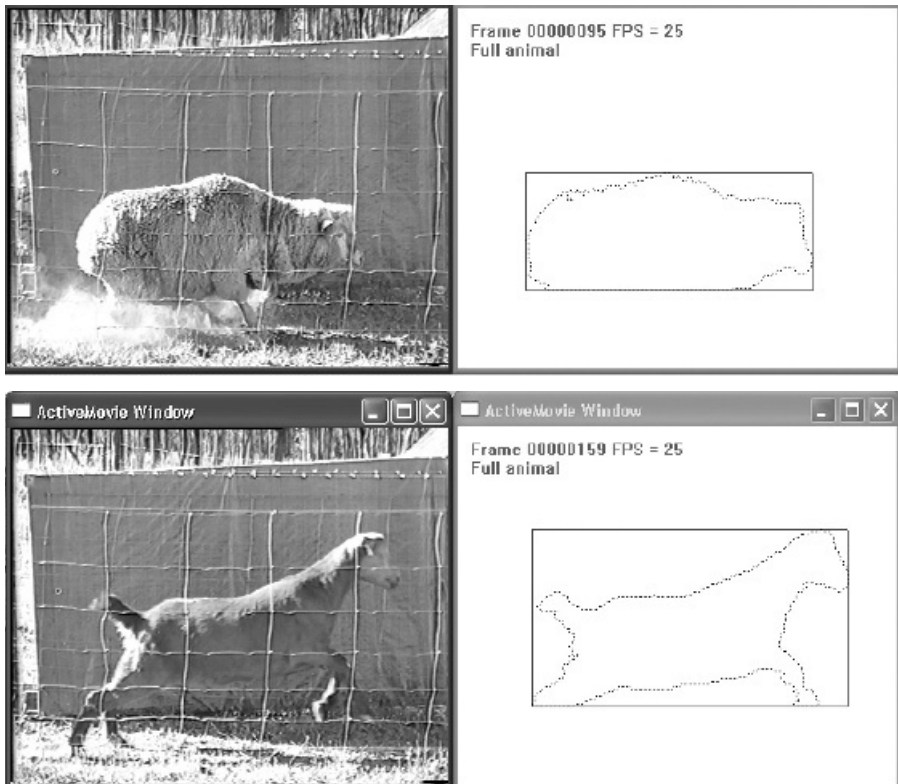 Frame 00000095 FPS = 25
Full animal
ActiveMovie Window
ActiveMovie Window
Frame 00000159 FPS = 25
Full animal